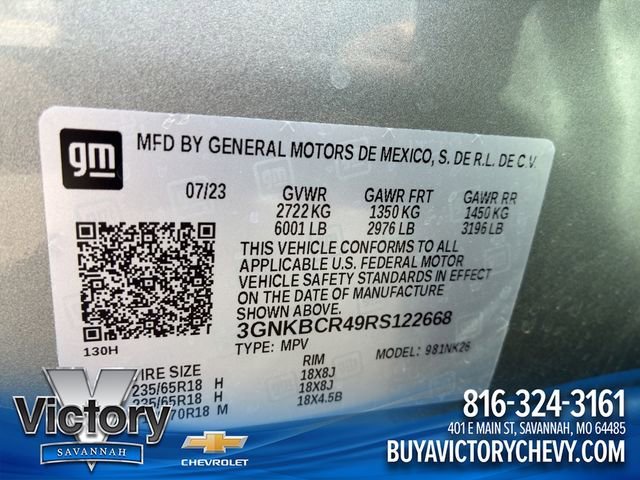 gm
MFD BY GENERAL MOTORS DE MEXICO, S. DE R.L. DE C.V.
07/23 GVWR GAWR FRT GAWR RR
2722 KG 1350 KG 1450 KG
6001 LB 2976 LB 3196 LB
THIS VEHICLE CONFORMS TO ALL
APPLICABLE U.S. FEDERAL MOTOR
VEHICLE SAFETY STANDARDS IN EFFECT
ON THE DATE OF MANUFACTURE
3GNKBCR49RS122668
130H TYPE: MPV MODEL: 981NK26
SIZE RIM
235/65R18 H 18X8J
/65R18 H 18X8J
70R18 M 18X4.5B
Victory
SAVANNAH
CHEVROLET
816-324-3161
401 E MAIN ST, SAVANNAH, MO 64485
BUYAVICTORYCHEVY.COM